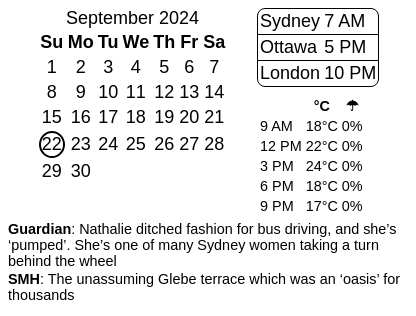 September 2024
Su Mo Tu We Th Fr Sa
1 2 3 4 5 6 7
8 9 10 11 12 13 14
15 16 17 18 19 20 21
22 23 24 25 26 27 28
29 30
Sydney 7 AM
Ottawa 5 PM
London 10 PM
°C ☂
9 AM 18°C 0%
12 PM 22°C 0%
3 PM 24°C 0%
6 PM 18°C 0%
9 PM 17°C 0%
Guardian: Nathalie ditched fashion for bus driving, and she’s
‘pumped’. She’s one of many Sydney women taking a turn
behind the wheel
SMH: The unassuming Glebe terrace which was an ‘oasis’ for
thousands